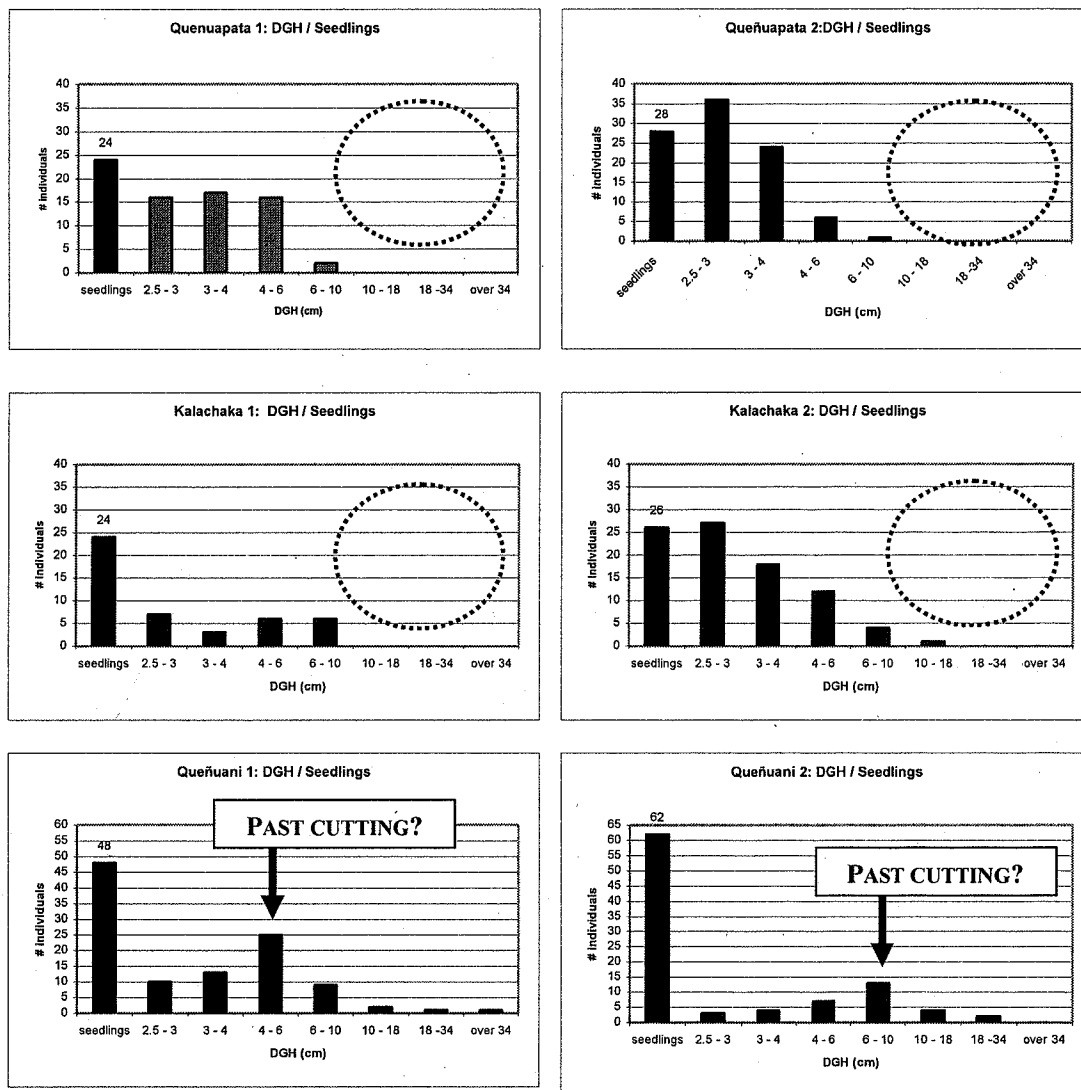 Quenuapata 1: DGH / Seedlings
# individuals
40
35
30
25
20
15
10
5
0
24
seedlings 2.5 - 3 3 - 4 4 - 6 6 - 10 10 - 18 18 -34 over 34
DGH (cm)
Queñuapata 2:DGH / Seedlings
# individuals
40
35
30
25
20
15
10
5
0
28
seedlings 2.5 - 3 3 - 4 4 - 6 6 - 10 10 - 18 18 -34 over 34
DGH (cm)
Kalachaka 1: DGH / Seedlings
# individuals
40
35
30
25
20
15
10
5
0
24
seedlings 2.5 - 3 3 - 4 4 - 6 6 - 10 10 - 18 18 -34 over 34
DGH (cm)
Kalachaka 2: DGH / Seedlings
# individuals
40
35
30
25
20
15
10
5
0
26
seedlings 2.5 - 3 3 - 4 4 - 6 6 - 10 10 - 18 18 -34 over 34
DGH (cm)
Queñuani 1: DGH / Seedlings
# individuals
60
55
50
45
40
35
30
25
20
15
10
5
0
48
PAST CUTTING?
seedlings 2.5 - 3 3 - 4 4 - 6 6 - 10 10 - 18 18 -34 over 34
DGH (cm)
Queñuani 2: DGH / Seedlings
# individuals
65
60
55
50
45
40
35
30
25
20
15
10
5
0
62
PAST CUTTING?
seedlings 2.5 - 3 3 - 4 4 - 6 6 - 10 10 - 18 18 -34 over 34
DGH (cm)